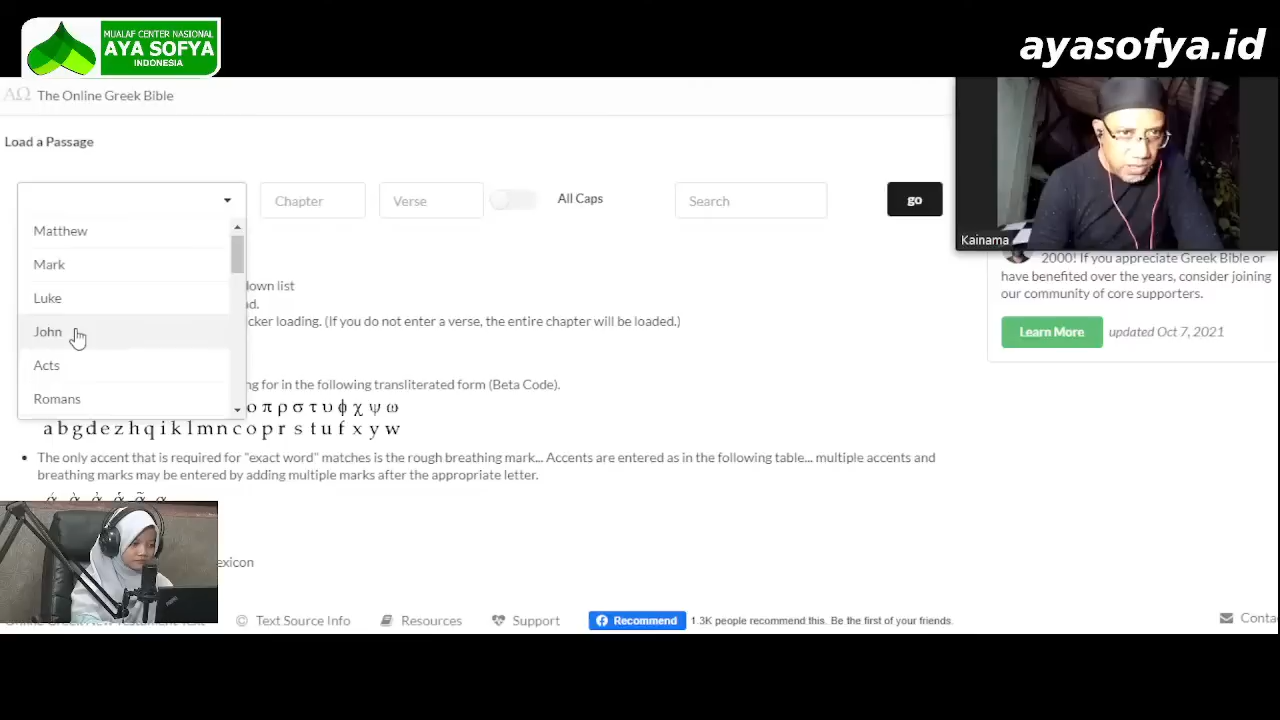 MUALAF CENTER NASIONAL
AYA SOFYA
INDONESIA
ayasofya.id
ΑΩ The Online Greek Bible
Load a Passage
Chapter
Verse
All Caps
Search
go
Matthew
Mark
Luke
John
Acts
Romans
down list
cker loading. (If you do not enter a verse, the entire chapter will be loaded.)
ng for in the following transliterated form (Beta Code).
ο π ρ σ τ υ ϕ χ ψ ω
a b g d e z h q i k l m n c o p r s t u f x y w
The only accent that is required for "exact word" matches is the rough breathing mark... Accents are entered as in the following table... multiple accents and
breathing marks may be entered by adding multiple marks after the appropriate letter.
exicon
Kainama
2000! If you appreciate Greek Bible or
have benefited over the years, consider joining
our community of core supporters.
Learn More
updated Oct 7, 2021
Text Source Info
Resources
Support
Recommend
1.3K people recommend this. Be the first of your friends.
Conta